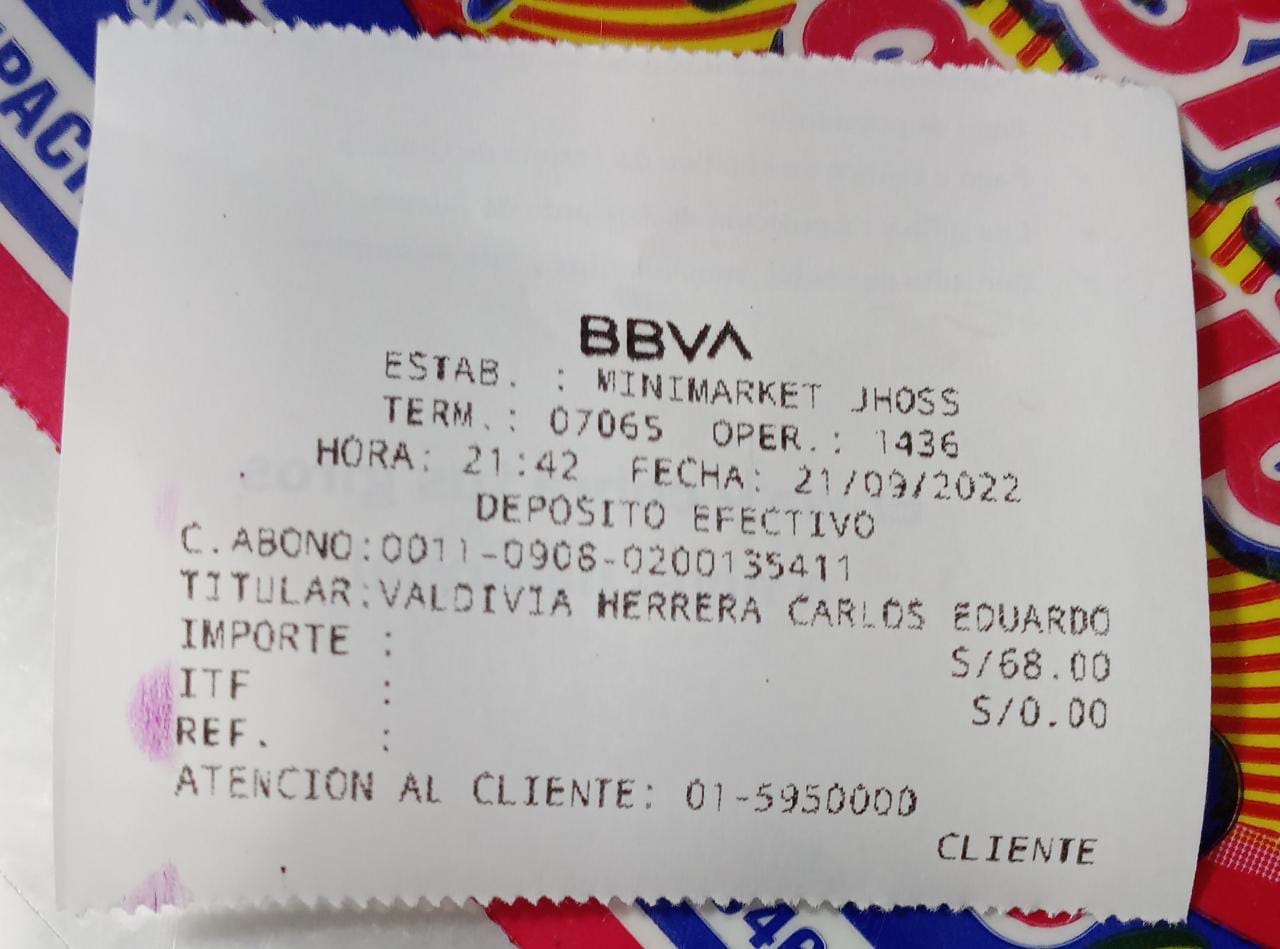 BBVA
ESTAB. : MINIMARKET JHOSS
TERM.: 07065 OPER.: 1436
HORA: 21:42 FECHA: 21/09/2022
DEPOSITO EFECTIVO
C.ABONO:0011-0908-0200135411
TITULAR:VALDIVIA HERRERA CARLOS EDUARDO
IMPORTE : S/68.00
ITF : S/0.00
REF. :
ATENCION AL CLIENTE: 01-5950000
CLIENTE